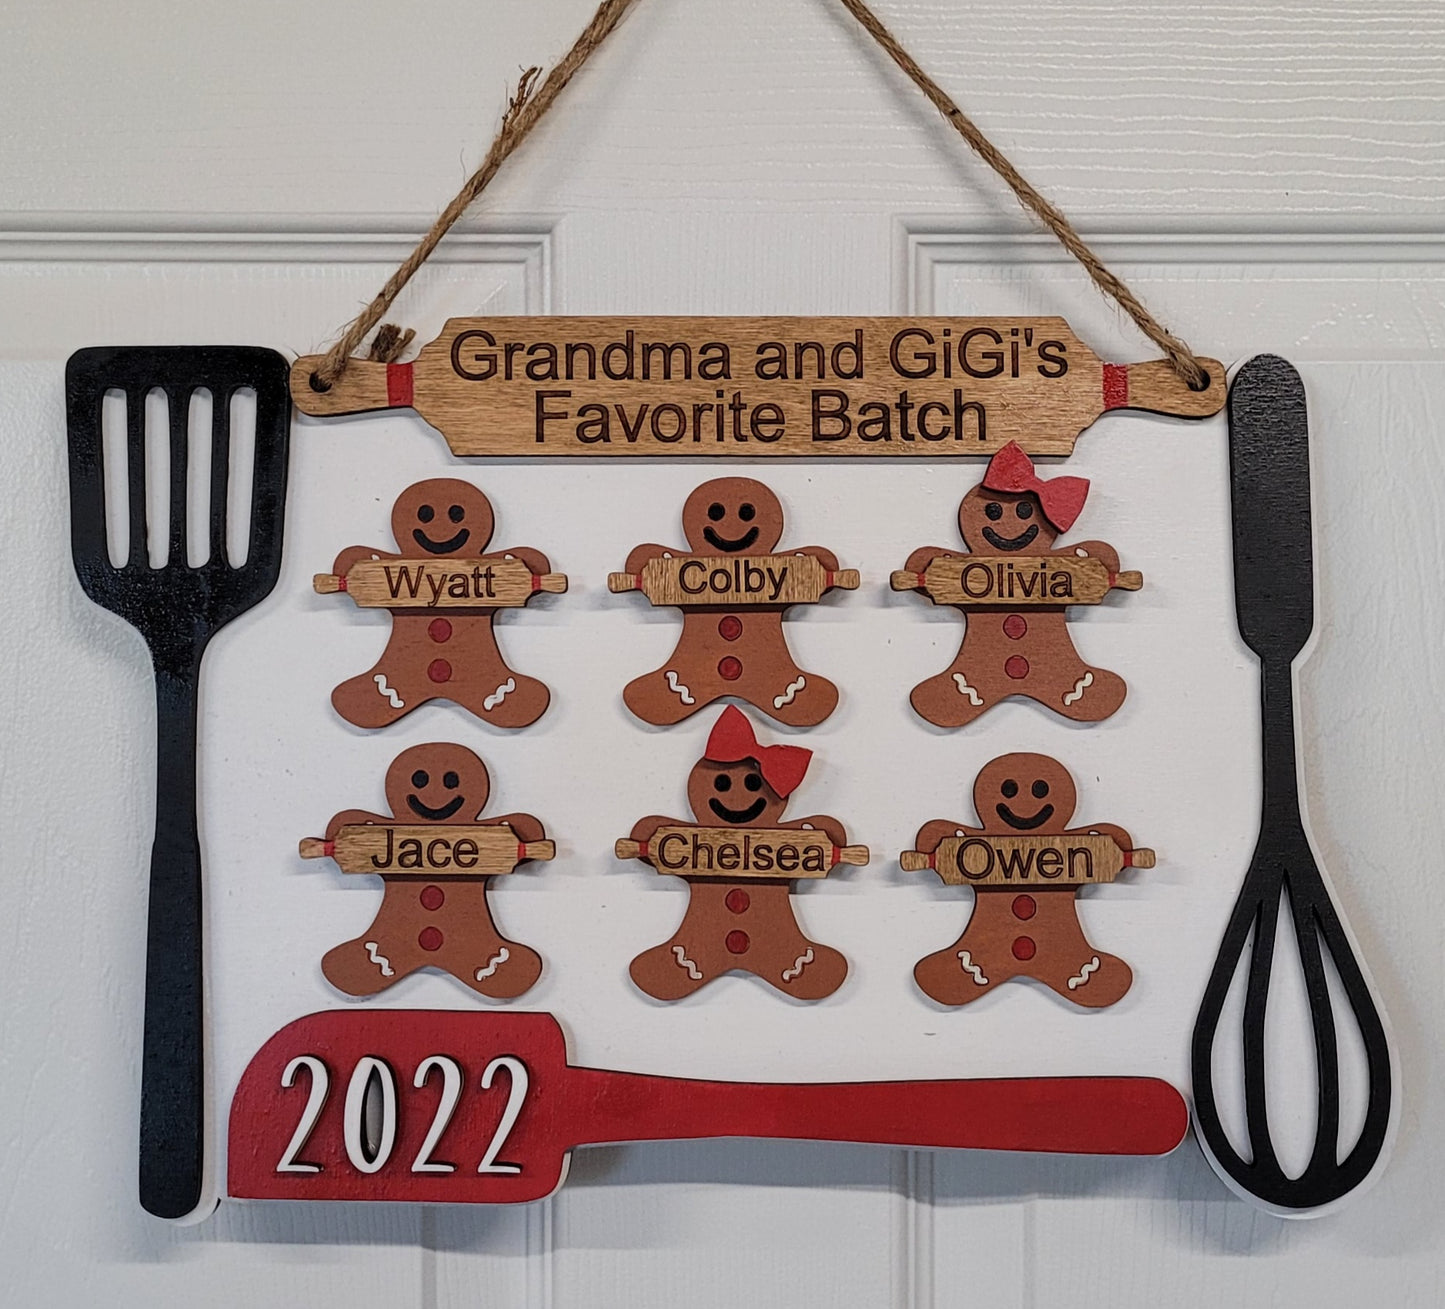 Grandma and GiGi's
Favorite Batch
Wyatt
Colby
Olivia
Jace
Chelsea
Owen
2022